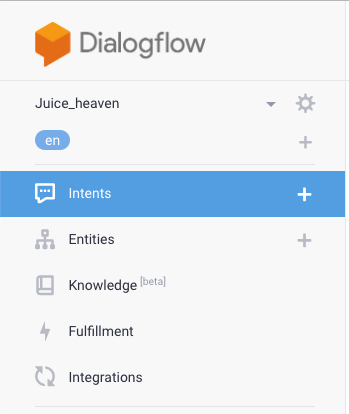 Dialogflow
Juice_heaven
en
Intents
Entities
Knowledge [beta]
Fulfillment
Integrations